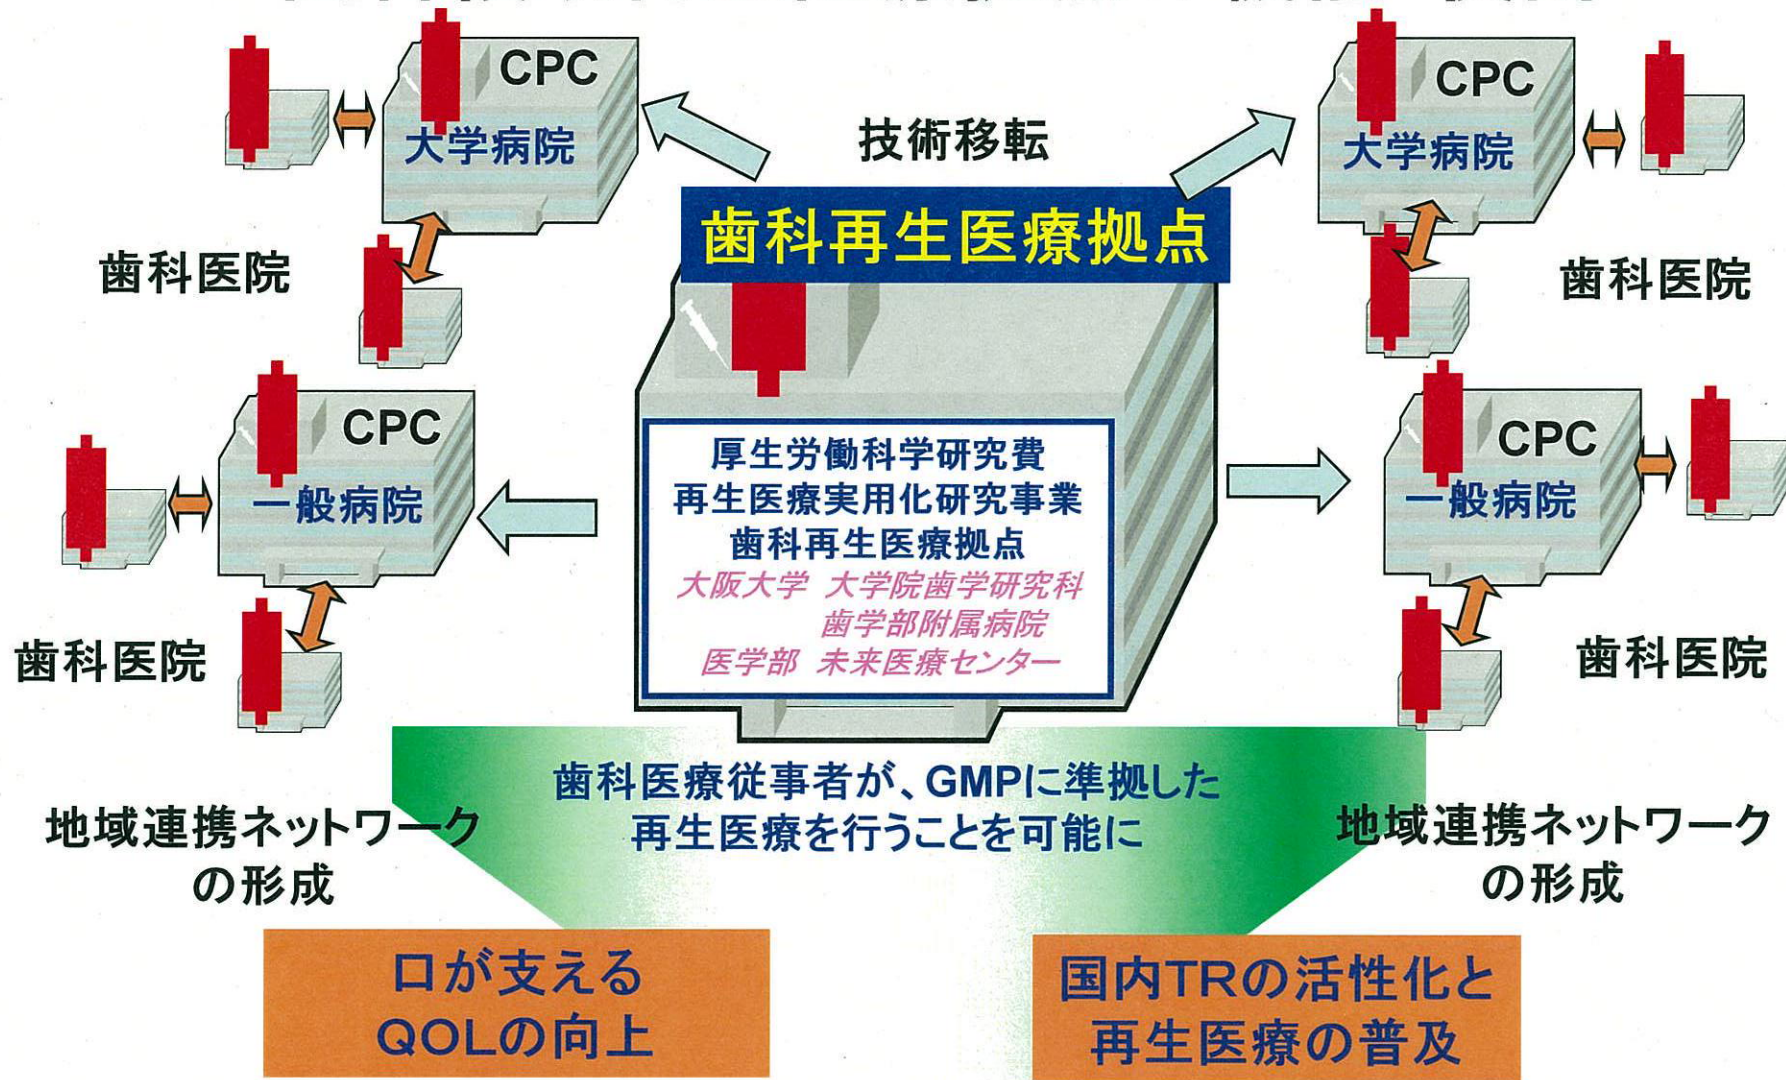 CPC
大学病院
CPC
大学病院
技術移転
歯科再生医療拠点
歯科医院
歯科医院
CPC
一般病院
CPC
一般病院
厚生労働科学研究費
再生医療実用化研究事業
歯科再生医療拠点
大阪大学 大学院歯学研究科
歯学部附属病院
医学部 未来医療センター
歯科医院
歯科医院
歯科医療従事者が、GMPに準拠した
再生医療を行うことを可能に
地域連携ネットワーク
の形成
地域連携ネットワーク
の形成
口が支える
QOLの向上
国内TRの活性化と
再生医療の普及